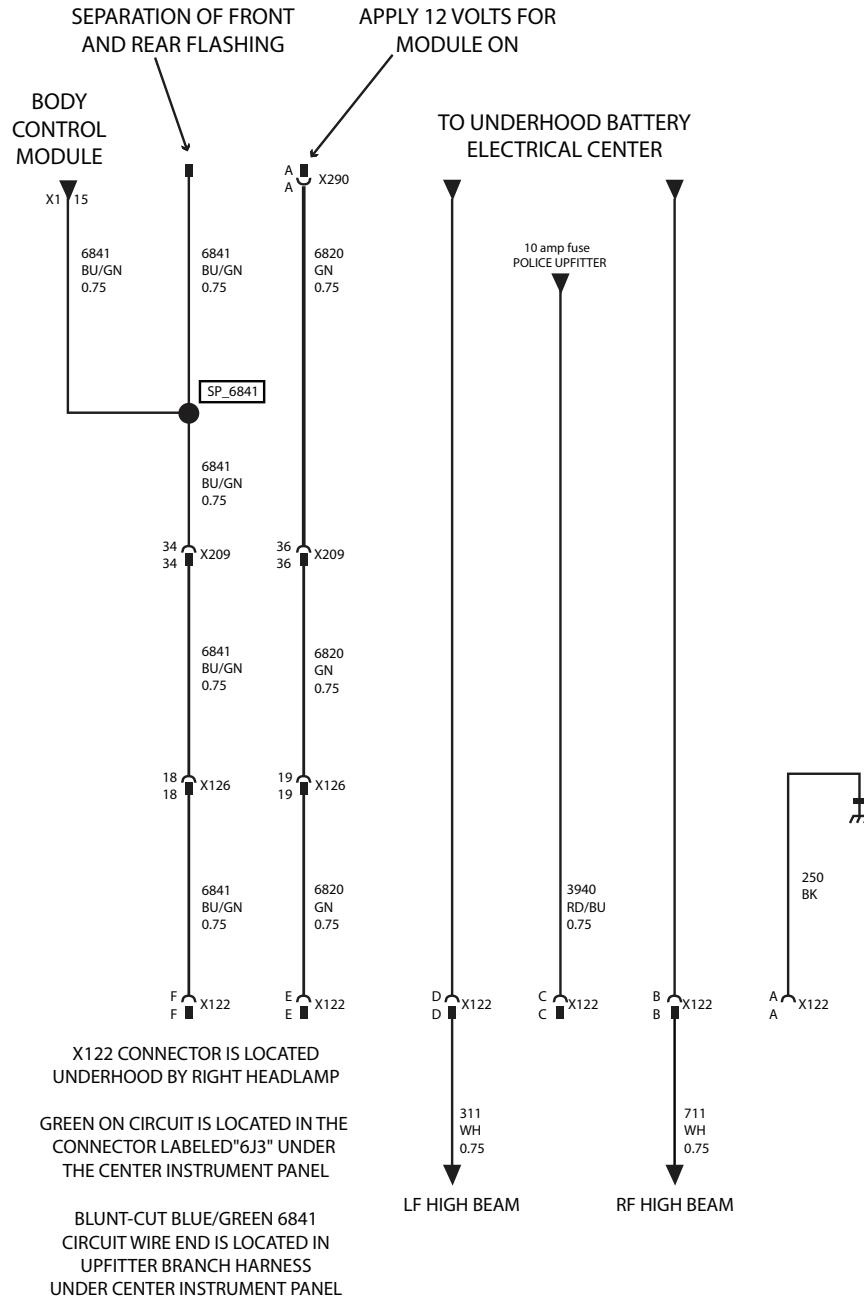 SEPARATION OF FRONT
AND REAR FLASHING
APPLY 12 VOLTS FOR
MODULE ON
BODY
CONTROL
MODULE
TO UNDERHOOD BATTERY
ELECTRICAL CENTER
X1 15
A
A
X290
6841
BU/GN
0.75
6841
BU/GN
0.75
6820
GN
0.75
10 amp fuse
POLICE UPFITTER
SP_6841
6841
BU/GN
0.75
34
34
X209
36
36
X209
6841
BU/GN
0.75
6820
GN
0.75
18
18
X126
19
19
X126
6841
BU/GN
0.75
6820
GN
0.75
3940
RD/BU
0.75
250
BK
F
F
X122
E
E
X122
D
D
X122
C
C
X122
B
B
X122
A
A
X122
X122 CONNECTOR IS LOCATED
UNDERHOOD BY RIGHT HEADLAMP
GREEN ON CIRCUIT IS LOCATED IN THE
CONNECTOR LABELED"6J3" UNDER
THE CENTER INSTRUMENT PANEL
BLUNT-CUT BLUE/GREEN 6841
CIRCUIT WIRE END IS LOCATED IN
UPFITTER BRANCH HARNESS
UNDER CENTER INSTRUMENT PANEL
311
WH
0.75
711
WH
0.75
LF HIGH BEAM
RF HIGH BEAM